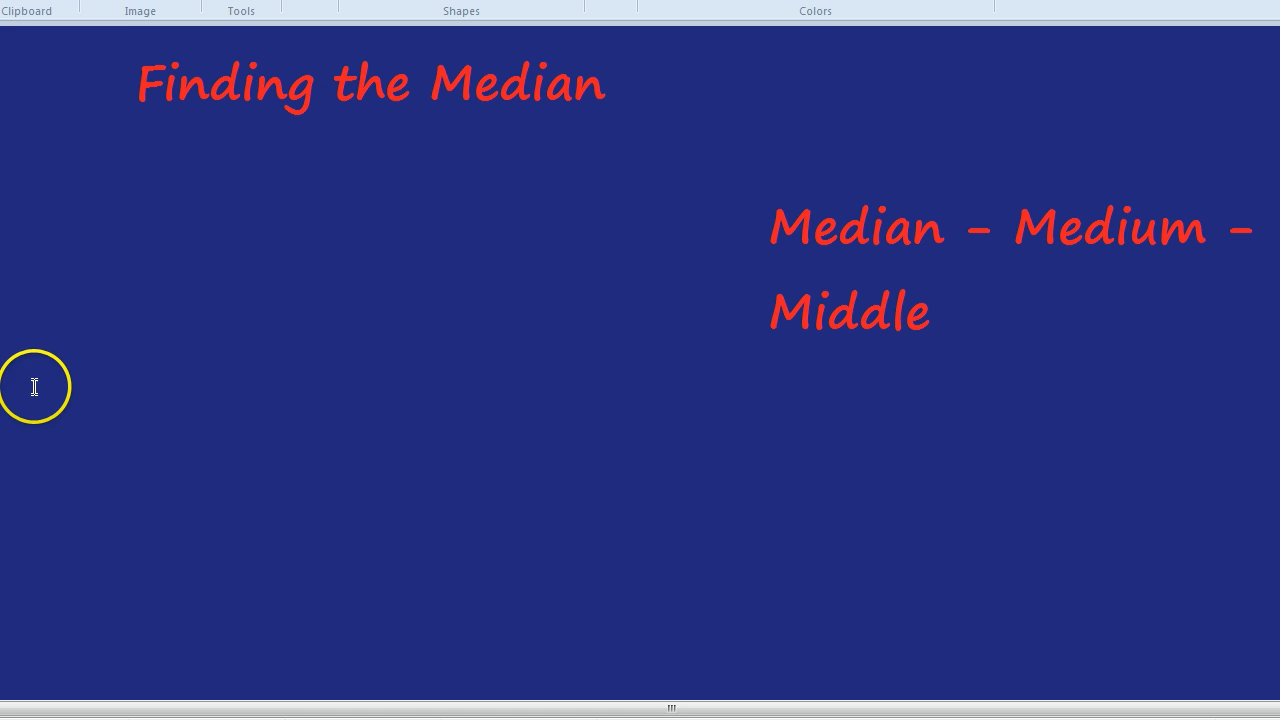 Clipboard Image Tools Shapes Colors
Finding the Median
Median - Medium -
Middle